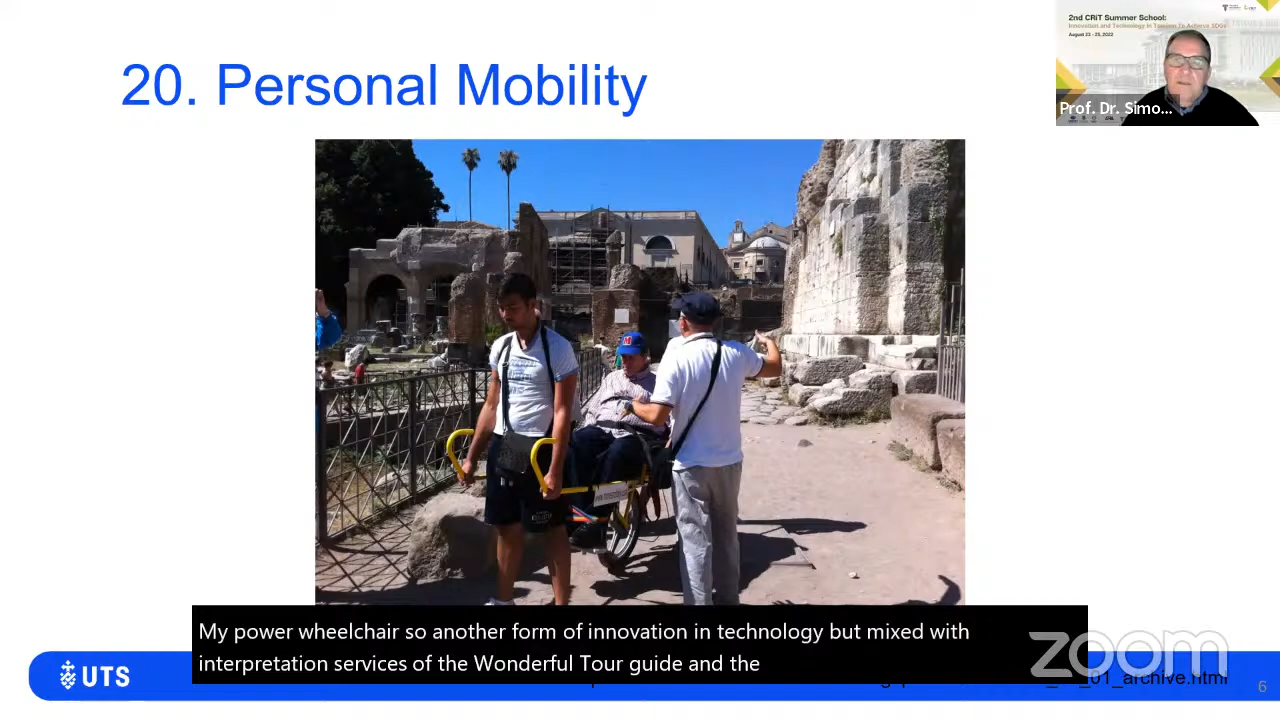 2nd CRiT Summer School:
Innovation and Technology in Tourism To Achieve SDGs
August 23 - 25, 2022
Prof. Dr. Simo...
20. Personal Mobility
My power wheelchair so another form of innovation in technology but mixed with
interpretation services of the Wonderful Tour guide and the
zoom
UTS
_01_archive.html
6